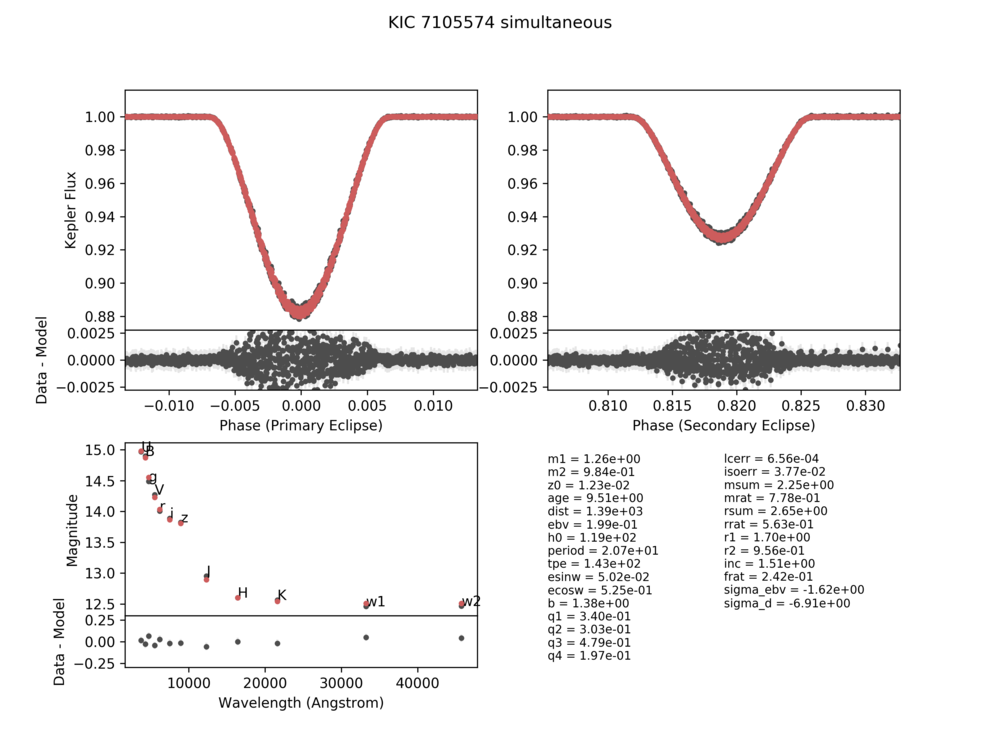 KIC 7105574 simultaneous
1.00
0.98
0.96
0.94
0.92
0.90
0.88
Kepler Flux
0.0025
0.0000
−0.0025
Data - Model
−0.010 −0.005 0.000 0.005 0.010
Phase (Primary Eclipse)
1.00
0.98
0.96
0.94
0.92
0.90
0.88
0.0025
0.0000
−0.0025
0.810 0.815 0.820 0.825 0.830
Phase (Secondary Eclipse)
15.0
14.5
14.0
13.5
13.0
12.5
Magnitude
U
B
g
V
r
i
z
J
H
K
w1
w2
0.25
0.00
−0.25
Data - Model
10000 20000 30000 40000
Wavelength (Angstrom)
m1 = 1.26e+00
m2 = 9.84e-01
z0 = 1.23e-02
age = 9.51e+00
dist = 1.39e+03
ebv = 1.99e-01
h0 = 1.19e+02
period = 2.07e+01
tpe = 1.43e+02
esinw = 5.02e-02
ecosw = 5.25e-01
b = 1.38e+00
q1 = 3.40e-01
q2 = 3.03e-01
q3 = 4.79e-01
q4 = 1.97e-01
lcerr = 6.56e-04
isoerr = 3.77e-02
msum = 2.25e+00
mrat = 7.78e-01
rsum = 2.65e+00
rrat = 5.63e-01
r1 = 1.70e+00
r2 = 9.56e-01
inc = 1.51e+00
frat = 2.42e-01
sigma_ebv = -1.62e+00
sigma_d = -6.91e+00